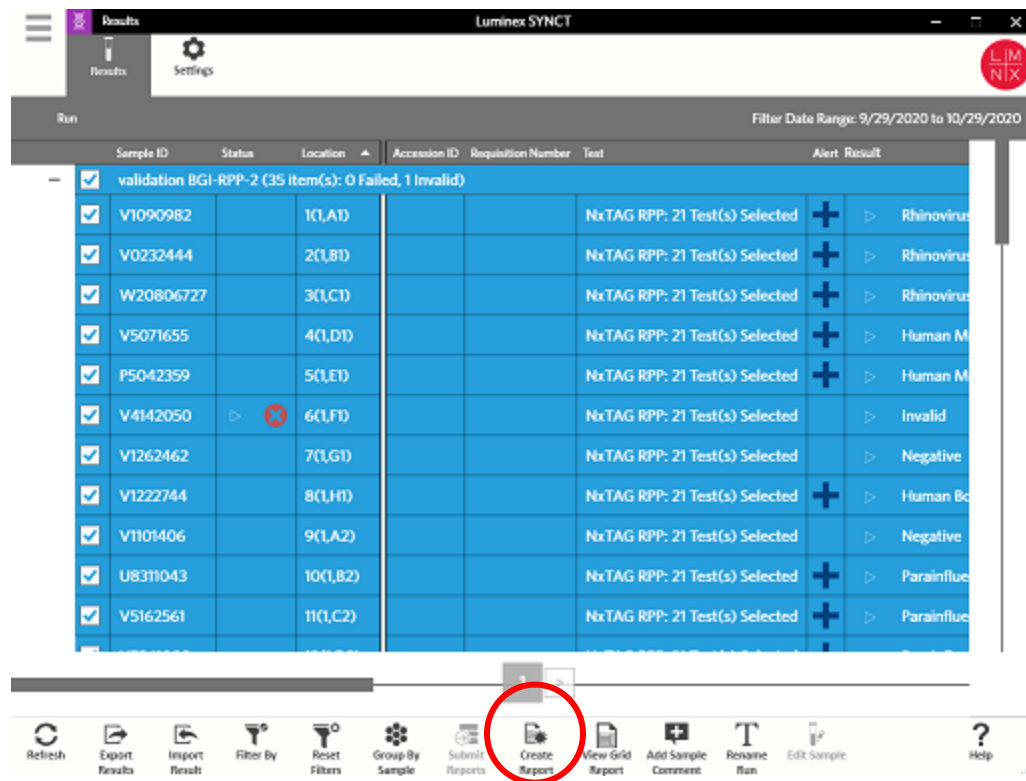 Results
Luminex SYNCT
Results
Settings
L M
N X
Run
Filter Date Range: 9/29/2020 to 10/29/2020
Sample ID Status Location Accession ID Requisition Number Test Alert Result
validation BGI-RPP-2 (35 item(s): 0 Failed, 1 Invalid)
V1090982 1(1,A1) NxTAG RPP: 21 Test(s) Selected Rhinovirus
V0232444 2(1,B1) NxTAG RPP: 21 Test(s) Selected Rhinovirus
W20806727 3(1,C1) NxTAG RPP: 21 Test(s) Selected Rhinovirus
V5071655 4(1,D1) NxTAG RPP: 21 Test(s) Selected Human M
P5042359 5(1,E1) NxTAG RPP: 21 Test(s) Selected Human M
V4142050 6(1,F1) NxTAG RPP: 21 Test(s) Selected Invalid
V1262462 7(1,G1) NxTAG RPP: 21 Test(s) Selected Negative
V1222744 8(1,H1) NxTAG RPP: 21 Test(s) Selected Human Bo
V1101406 9(1,A2) NxTAG RPP: 21 Test(s) Selected Negative
U8311043 10(1,B2) NxTAG RPP: 21 Test(s) Selected Parainflue
V5162561 11(1,C2) NxTAG RPP: 21 Test(s) Selected Parainflue
1 >
Refresh Export Results Import Result Filter By Reset Filters Group By Sample Submit Reports Create Report View Grid Report Add Sample Comment Rename Run Edit Sample Help